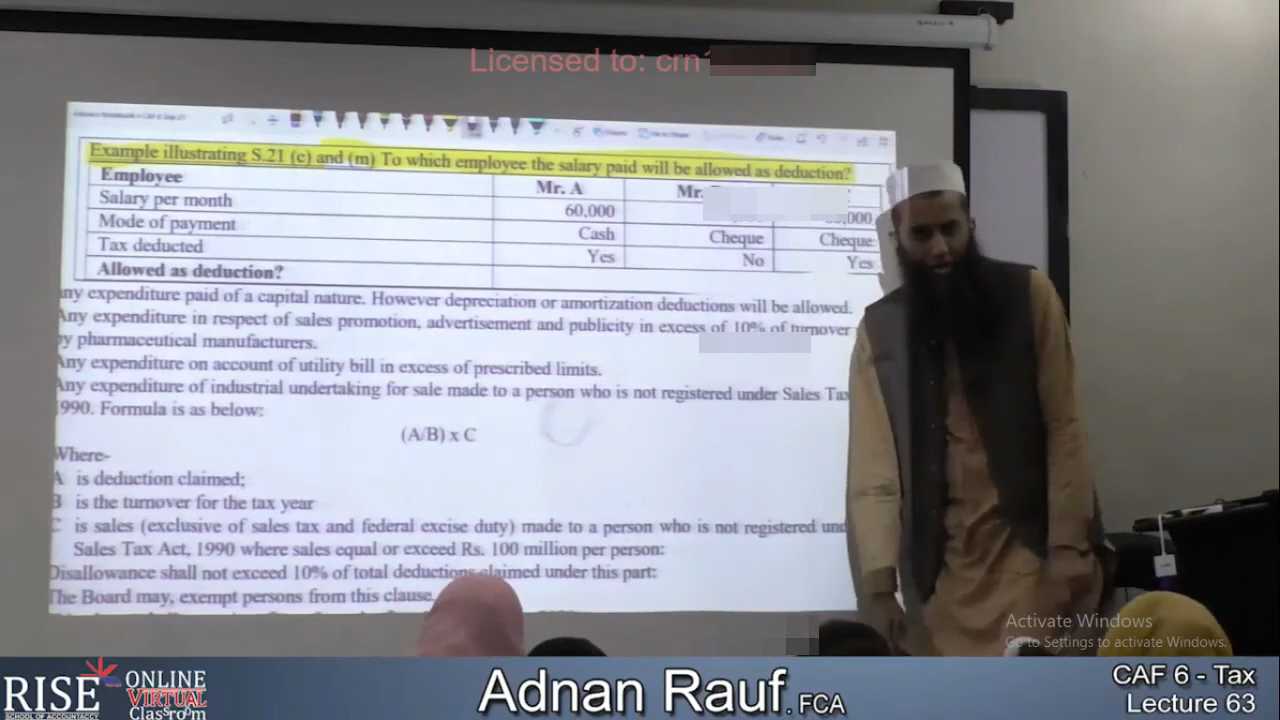 Licensed to: crn1
Example illustrating S.21 (c) and (m) To which employee the salary paid will be allowed as deduction?
Employee Mr. A Mr.
Salary per month 60,000 ,000
Mode of payment Cash Cheque Cheque
Tax deducted Yes No Yes
Allowed as deduction?
ny expenditure paid of a capital nature. However depreciation or amortization deductions will be allowed.
Any expenditure in respect of sales promotion, advertisement and publicity in excess of 10% of turnover
by pharmaceutical manufacturers.
Any expenditure on account of utility bill in excess of prescribed limits.
Any expenditure of industrial undertaking for sale made to a person who is not registered under Sales Tax
1990. Formula is as below:
(A/B) x C
Where-
A is deduction claimed;
B is the turnover for the tax year
C is sales (exclusive of sales tax and federal excise duty) made to a person who is not registered und
Sales Tax Act, 1990 where sales equal or exceed Rs. 100 million per person:
Disallowance shall not exceed 10% of total deductions claimed under this part:
The Board may, exempt persons from this clause.
Activate Windows
Go to Settings to activate Windows.
RISE
SCHOOL OF ACCOUNTANCY
ONLINE
VIRTUAL
Classroom
Adnan Rauf. FCA
CAF 6 - Tax
Lecture 63